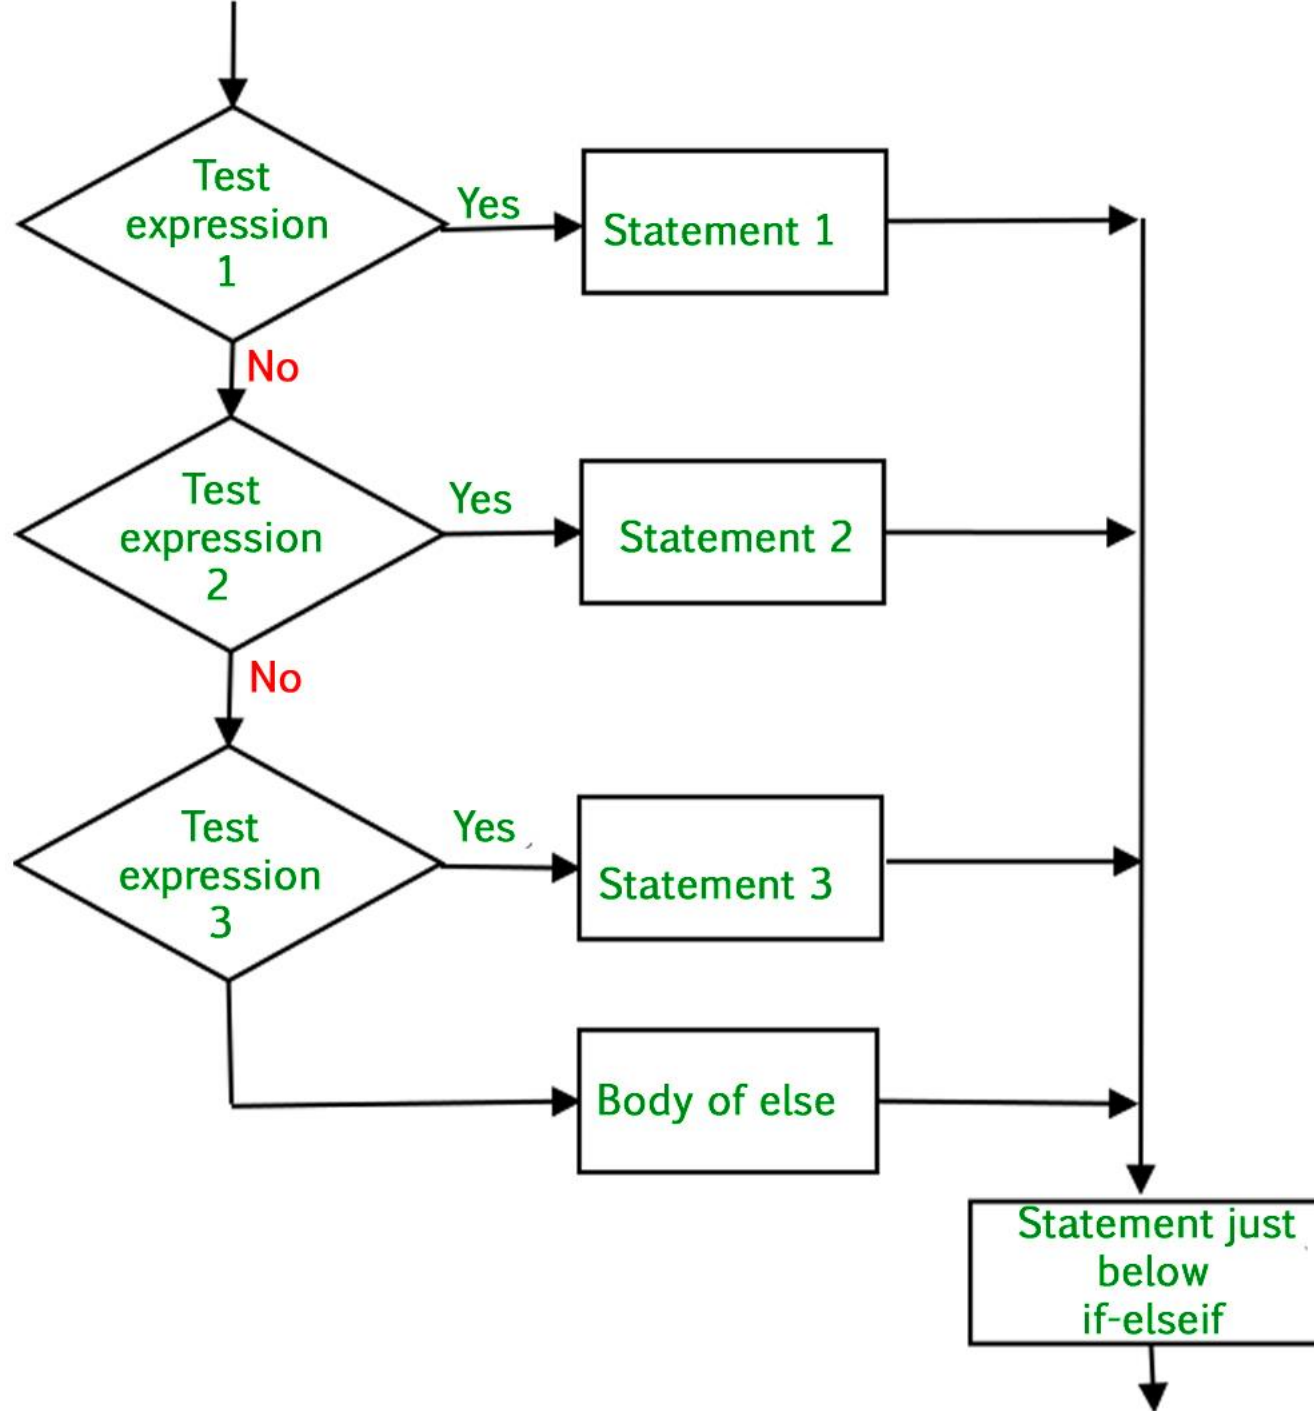 Test
expression
1
Yes
Statement 1
No
Test
expression
2
Yes
Statement 2
No
Test
expression
3
Yes
Statement 3
Body of else
Statement just
below
if-elseif